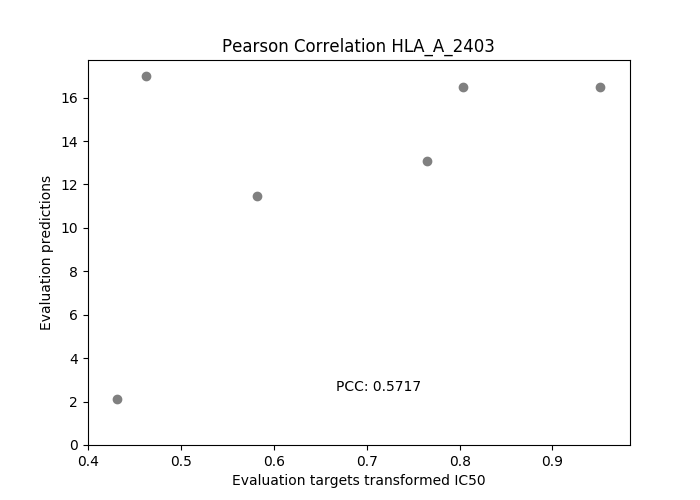 Pearson Correlation HLA_A_2403
16
14
12
10
8
6
4
2
0
Evaluation predictions
PCC: 0.5717
0.4 0.5 0.6 0.7 0.8 0.9
Evaluation targets transformed IC50